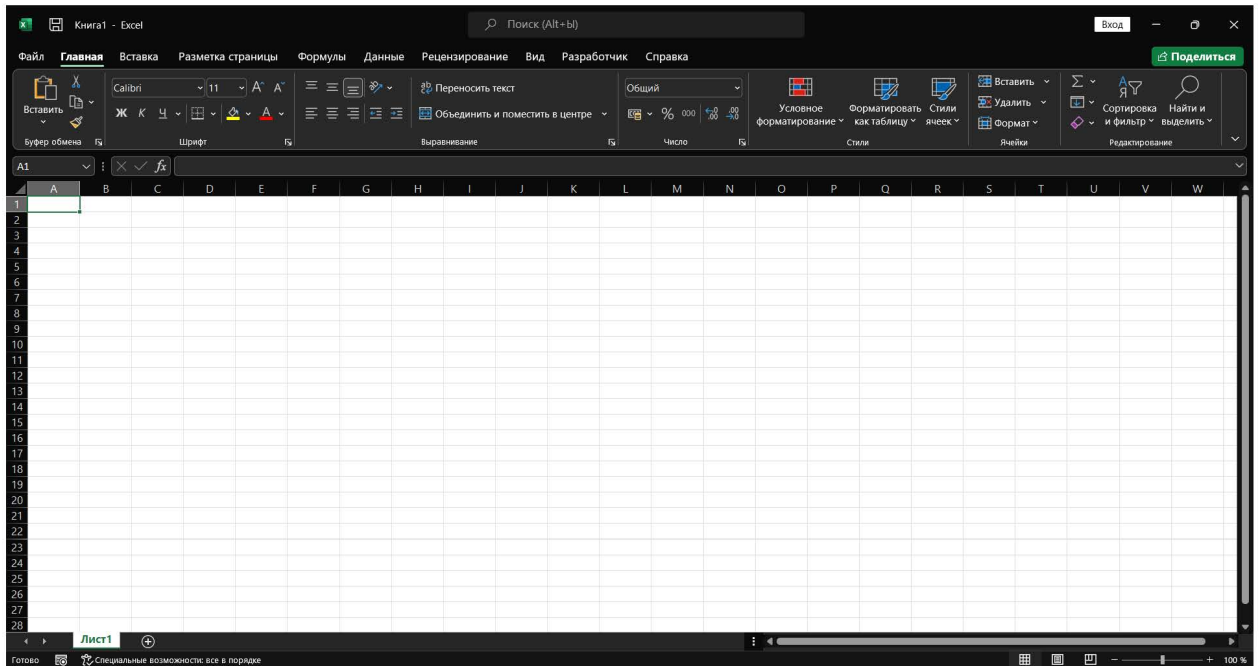 Книга1 - Excel
Поиск (Alt+Ы)
Вход
Файл Главная Вставка Разметка страницы Формулы Данные Рецензирование Вид Разработчик Справка
Поделиться
Вставить
Буфер обмена
Calibri 11 A^ A˅
Ж К Ч A
Шрифт
Переносить текст
Объединить и поместить в центре
Выравнивание
Общий
% 000
Число
Условное форматирование
Форматировать как таблицу
Стили ячеек
Стили
Вставить
Удалить
Формат
Ячейки
Σ
Сортировка и фильтр
Найти и выделить
Редактирование
A1 fx
A B C D E F G H I J K L M N O P Q R S T U V W
1
2
3
4
5
6
7
8
9
10
11
12
13
14
15
16
17
18
19
20
21
22
23
24
25
26
27
28
Лист1
Готово Специальные возможности: все в порядке 100 %